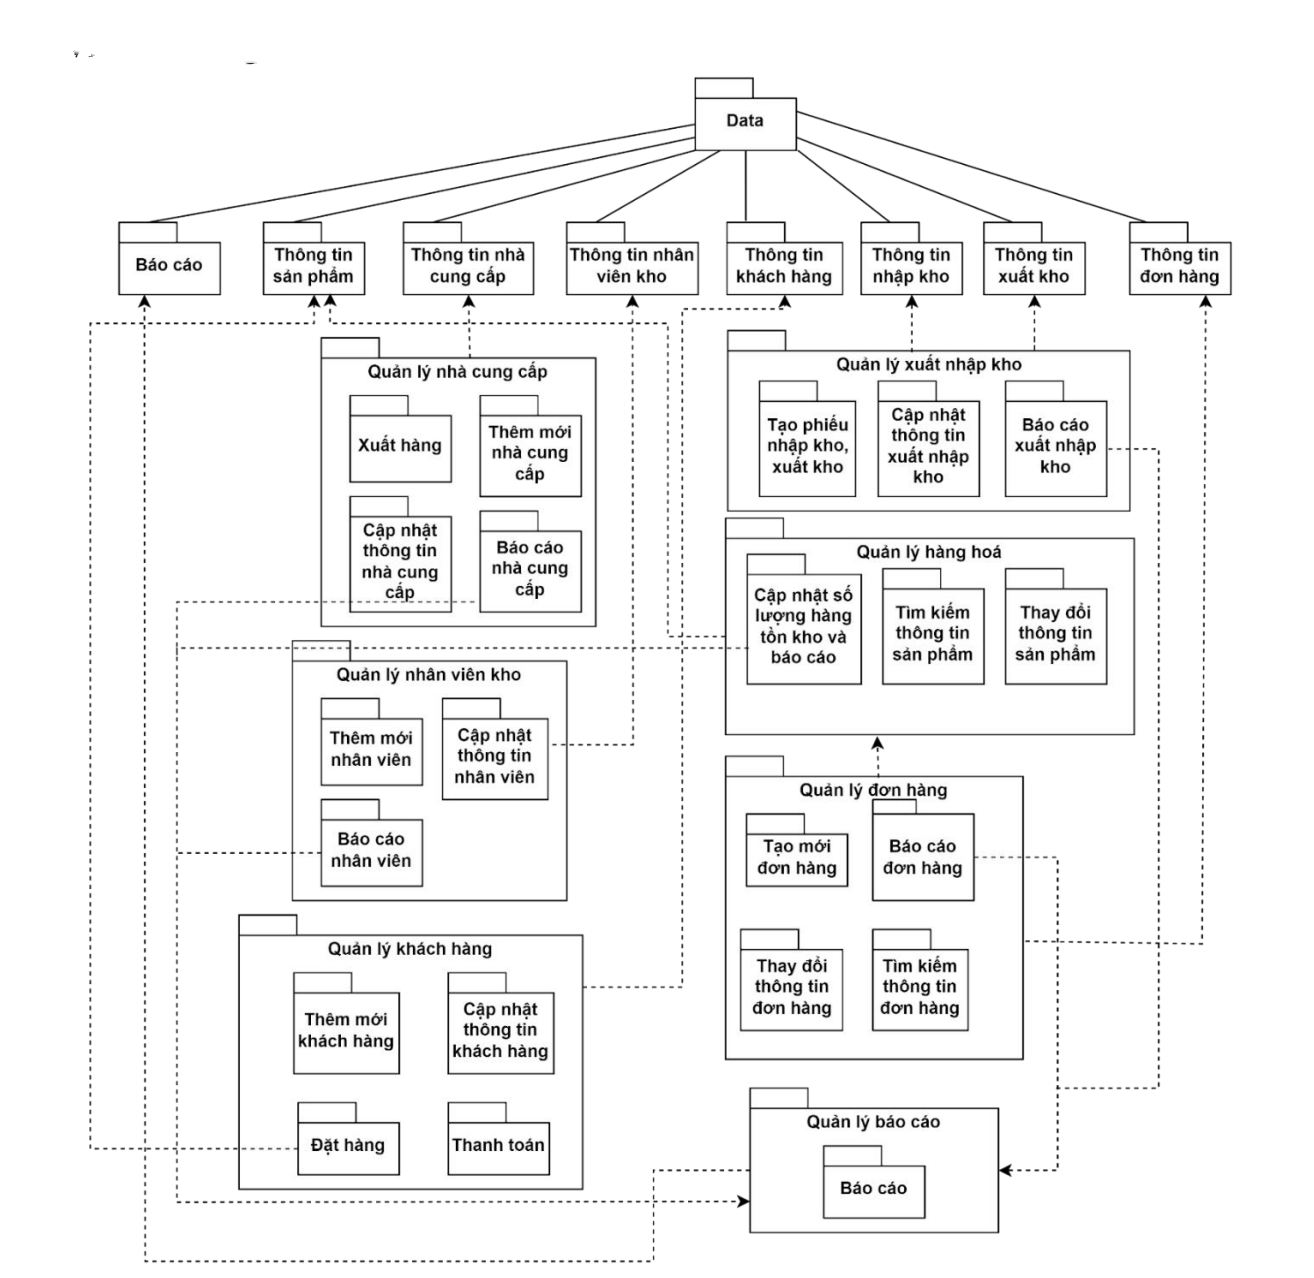 Data
Báo cáo
Thông tin
sản phẩm
Thông tin nhà
cung cấp
Thông tin nhân
viên kho
Thông tin
khách hàng
Thông tin
nhập kho
Thông tin
xuất kho
Thông tin
đơn hàng
Quản lý nhà cung cấp
Xuất hàng
Thêm mới
nhà cung
cấp
Cập nhật
thông tin
nhà cung
cấp
Báo cáo
nhà cung
cấp
Quản lý xuất nhập kho
Tạo phiếu
nhập kho,
xuất kho
Cập nhật
thông tin
xuất nhập
kho
Báo cáo
xuất nhập
kho
Quản lý hàng hoá
Cập nhật số
lượng hàng
tồn kho và
báo cáo
Tìm kiếm
thông tin
sản phẩm
Thay đổi
thông tin
sản phẩm
Quản lý nhân viên kho
Thêm mới
nhân viên
Cập nhật
thông tin
nhân viên
Báo cáo
nhân viên
Quản lý đơn hàng
Tạo mới
đơn hàng
Báo cáo
đơn hàng
Thay đổi
thông tin
đơn hàng
Tìm kiếm
thông tin
đơn hàng
Quản lý khách hàng
Thêm mới
khách hàng
Cập nhật
thông tin
khách hàng
Đặt hàng
Thanh toán
Quản lý báo cáo
Báo cáo